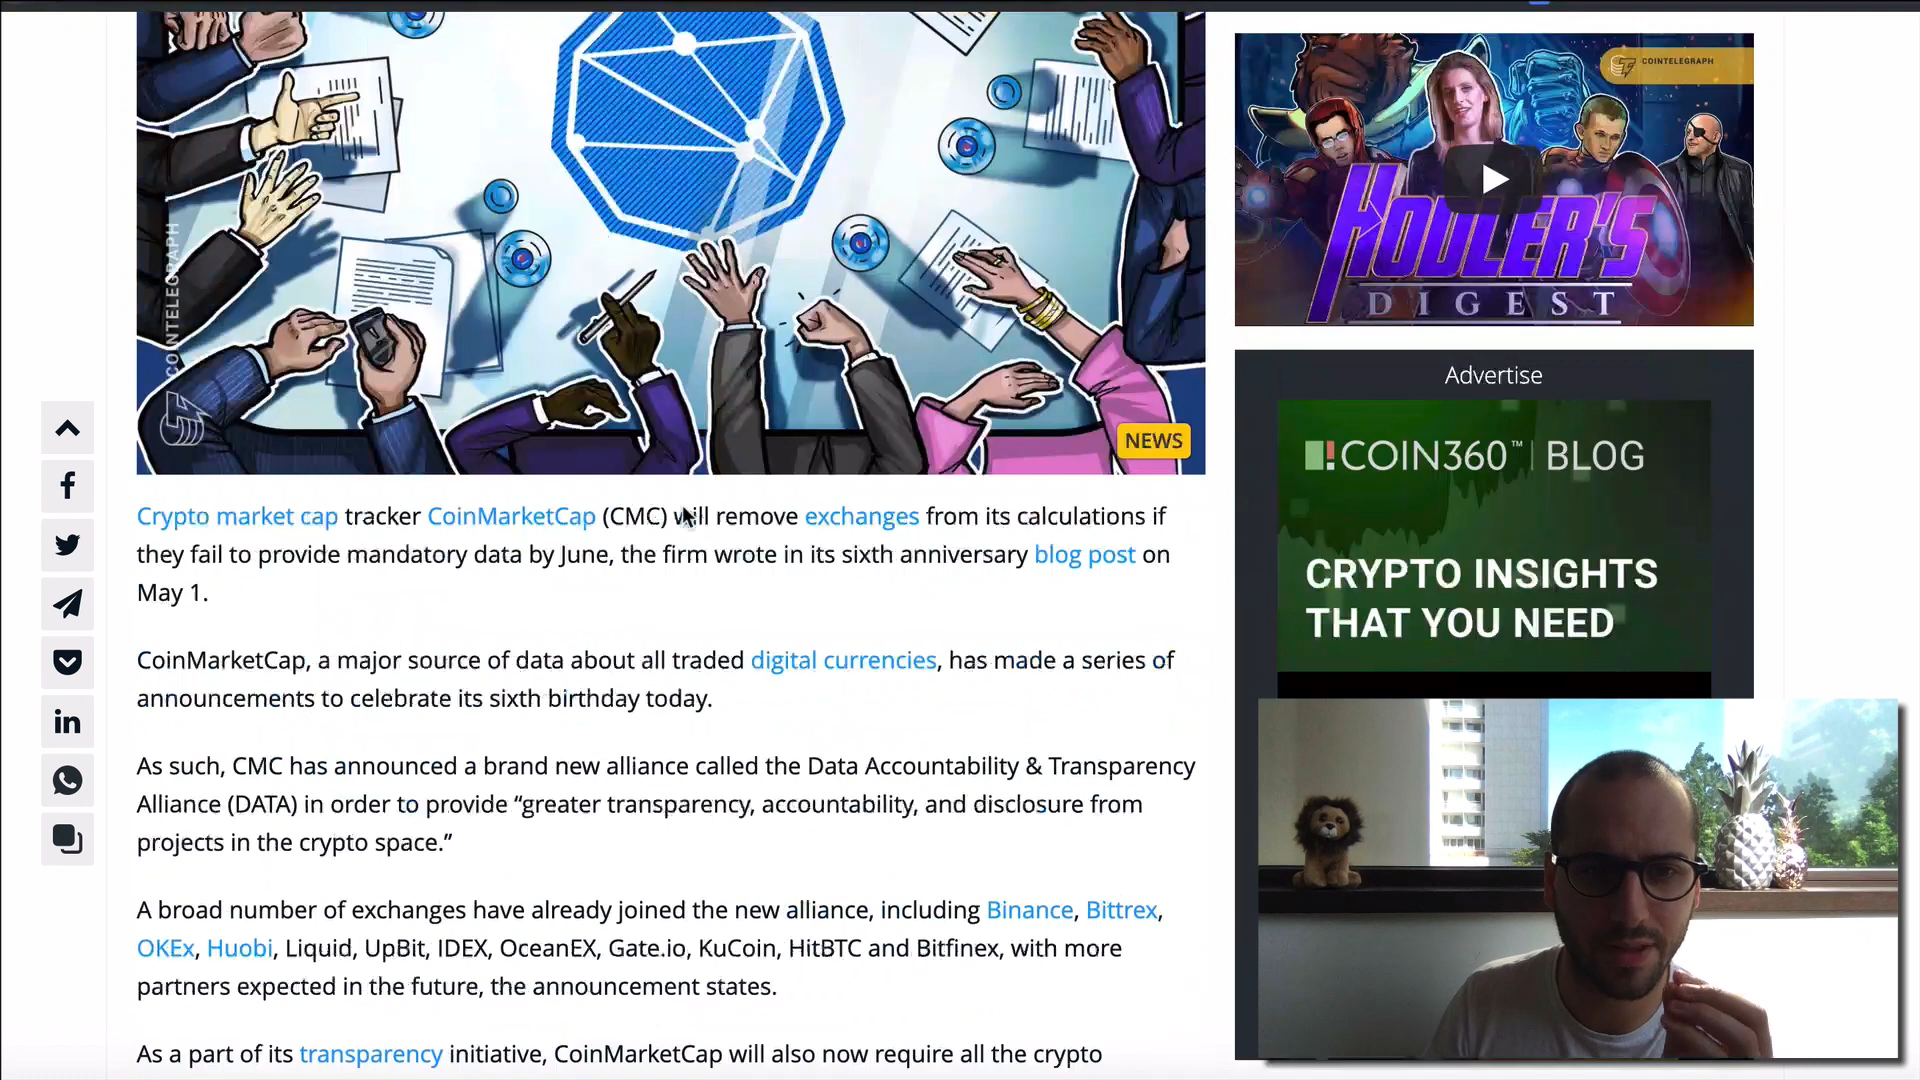 COINTELEGRAPH
NEWS
Crypto market cap tracker CoinMarketCap (CMC) will remove exchanges from its calculations if
they fail to provide mandatory data by June, the firm wrote in its sixth anniversary blog post on
May 1.
CoinMarketCap, a major source of data about all traded digital currencies, has made a series of
announcements to celebrate its sixth birthday today.
As such, CMC has announced a brand new alliance called the Data Accountability & Transparency
Alliance (DATA) in order to provide “greater transparency, accountability, and disclosure from
projects in the crypto space.”
A broad number of exchanges have already joined the new alliance, including Binance, Bittrex,
OKEx, Huobi, Liquid, UpBit, IDEX, OceanEX, Gate.io, KuCoin, HitBTC and Bitfinex, with more
partners expected in the future, the announcement states.
As a part of its transparency initiative, CoinMarketCap will also now require all the crypto
COINTELEGRAPH
HODLER'S
DIGEST
Advertise
COIN360™ | BLOG
CRYPTO INSIGHTS
THAT YOU NEED